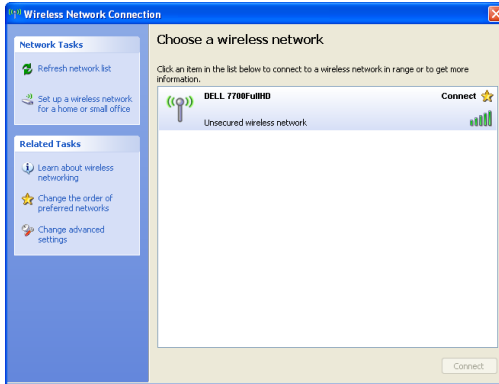 Wireless Network Connection
Network Tasks
Refresh network list
Set up a wireless network
for a home or small office
Related Tasks
Learn about wireless
networking
Change the order of
preferred networks
Change advanced
settings
Choose a wireless network
Click an item in the list below to connect to a wireless network in range or to get more
information.
DELL 7700FullHD
Connect
Unsecured wireless network
Connect